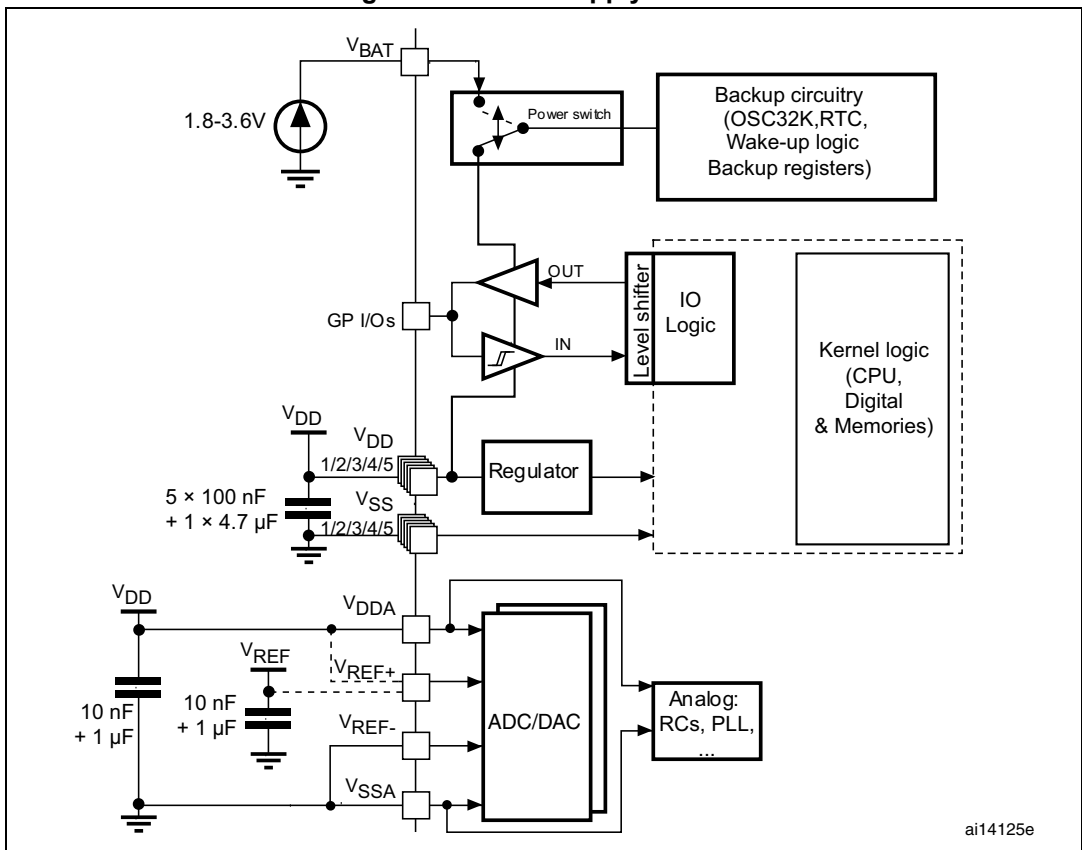 VBAT
1.8-3.6V
Power switch
Backup circuitry
(OSC32K,RTC,
Wake-up logic
Backup registers)
OUT
GP I/Os
IN
Level shifter
IO
Logic
Kernel logic
(CPU,
Digital
& Memories)
VDD
VDD
1/2/3/4/5
Regulator
5 × 100 nF
+ 1 × 4.7 µF
VSS
1/2/3/4/5
VDD
VDDA
VREF
VREF+
10 nF
+ 1 µF
10 nF
+ 1 µF
VREF-
ADC/DAC
Analog:
RCs, PLL,
...
VSSA
ai14125e